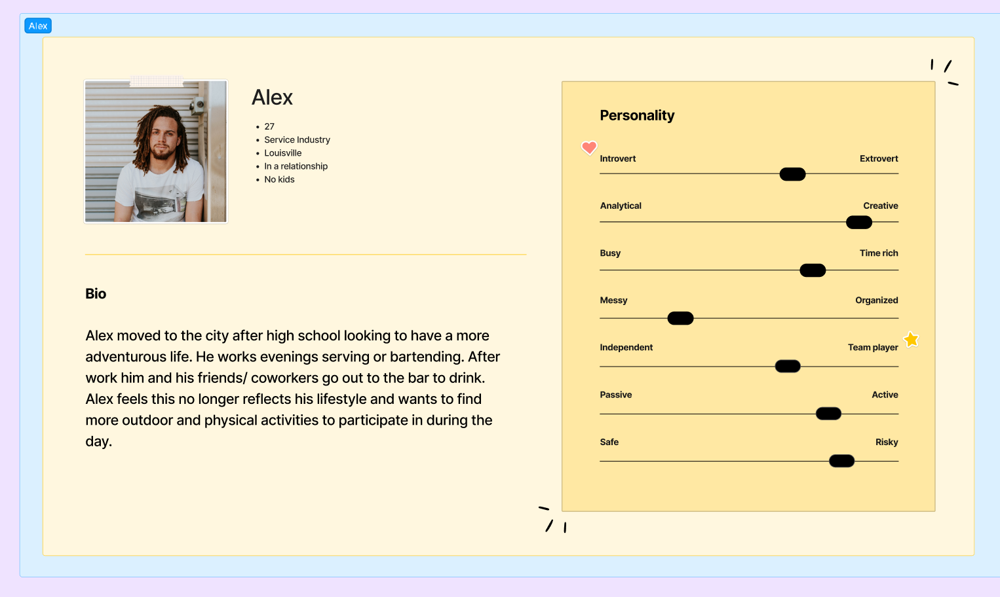 Alex
Alex
27
Service Industry
Louisville
In a relationship
No kids
Bio
Alex moved to the city after high school looking to have a more
adventurous life. He works evenings serving or bartending. After
work him and his friends/ coworkers go out to the bar to drink.
Alex feels this no longer reflects his lifestyle and wants to find
more outdoor and physical activities to participate in during the
day.
Personality
Introvert Extrovert
Analytical Creative
Busy Time rich
Messy Organized
Independent Team player
Passive Active
Safe Risky